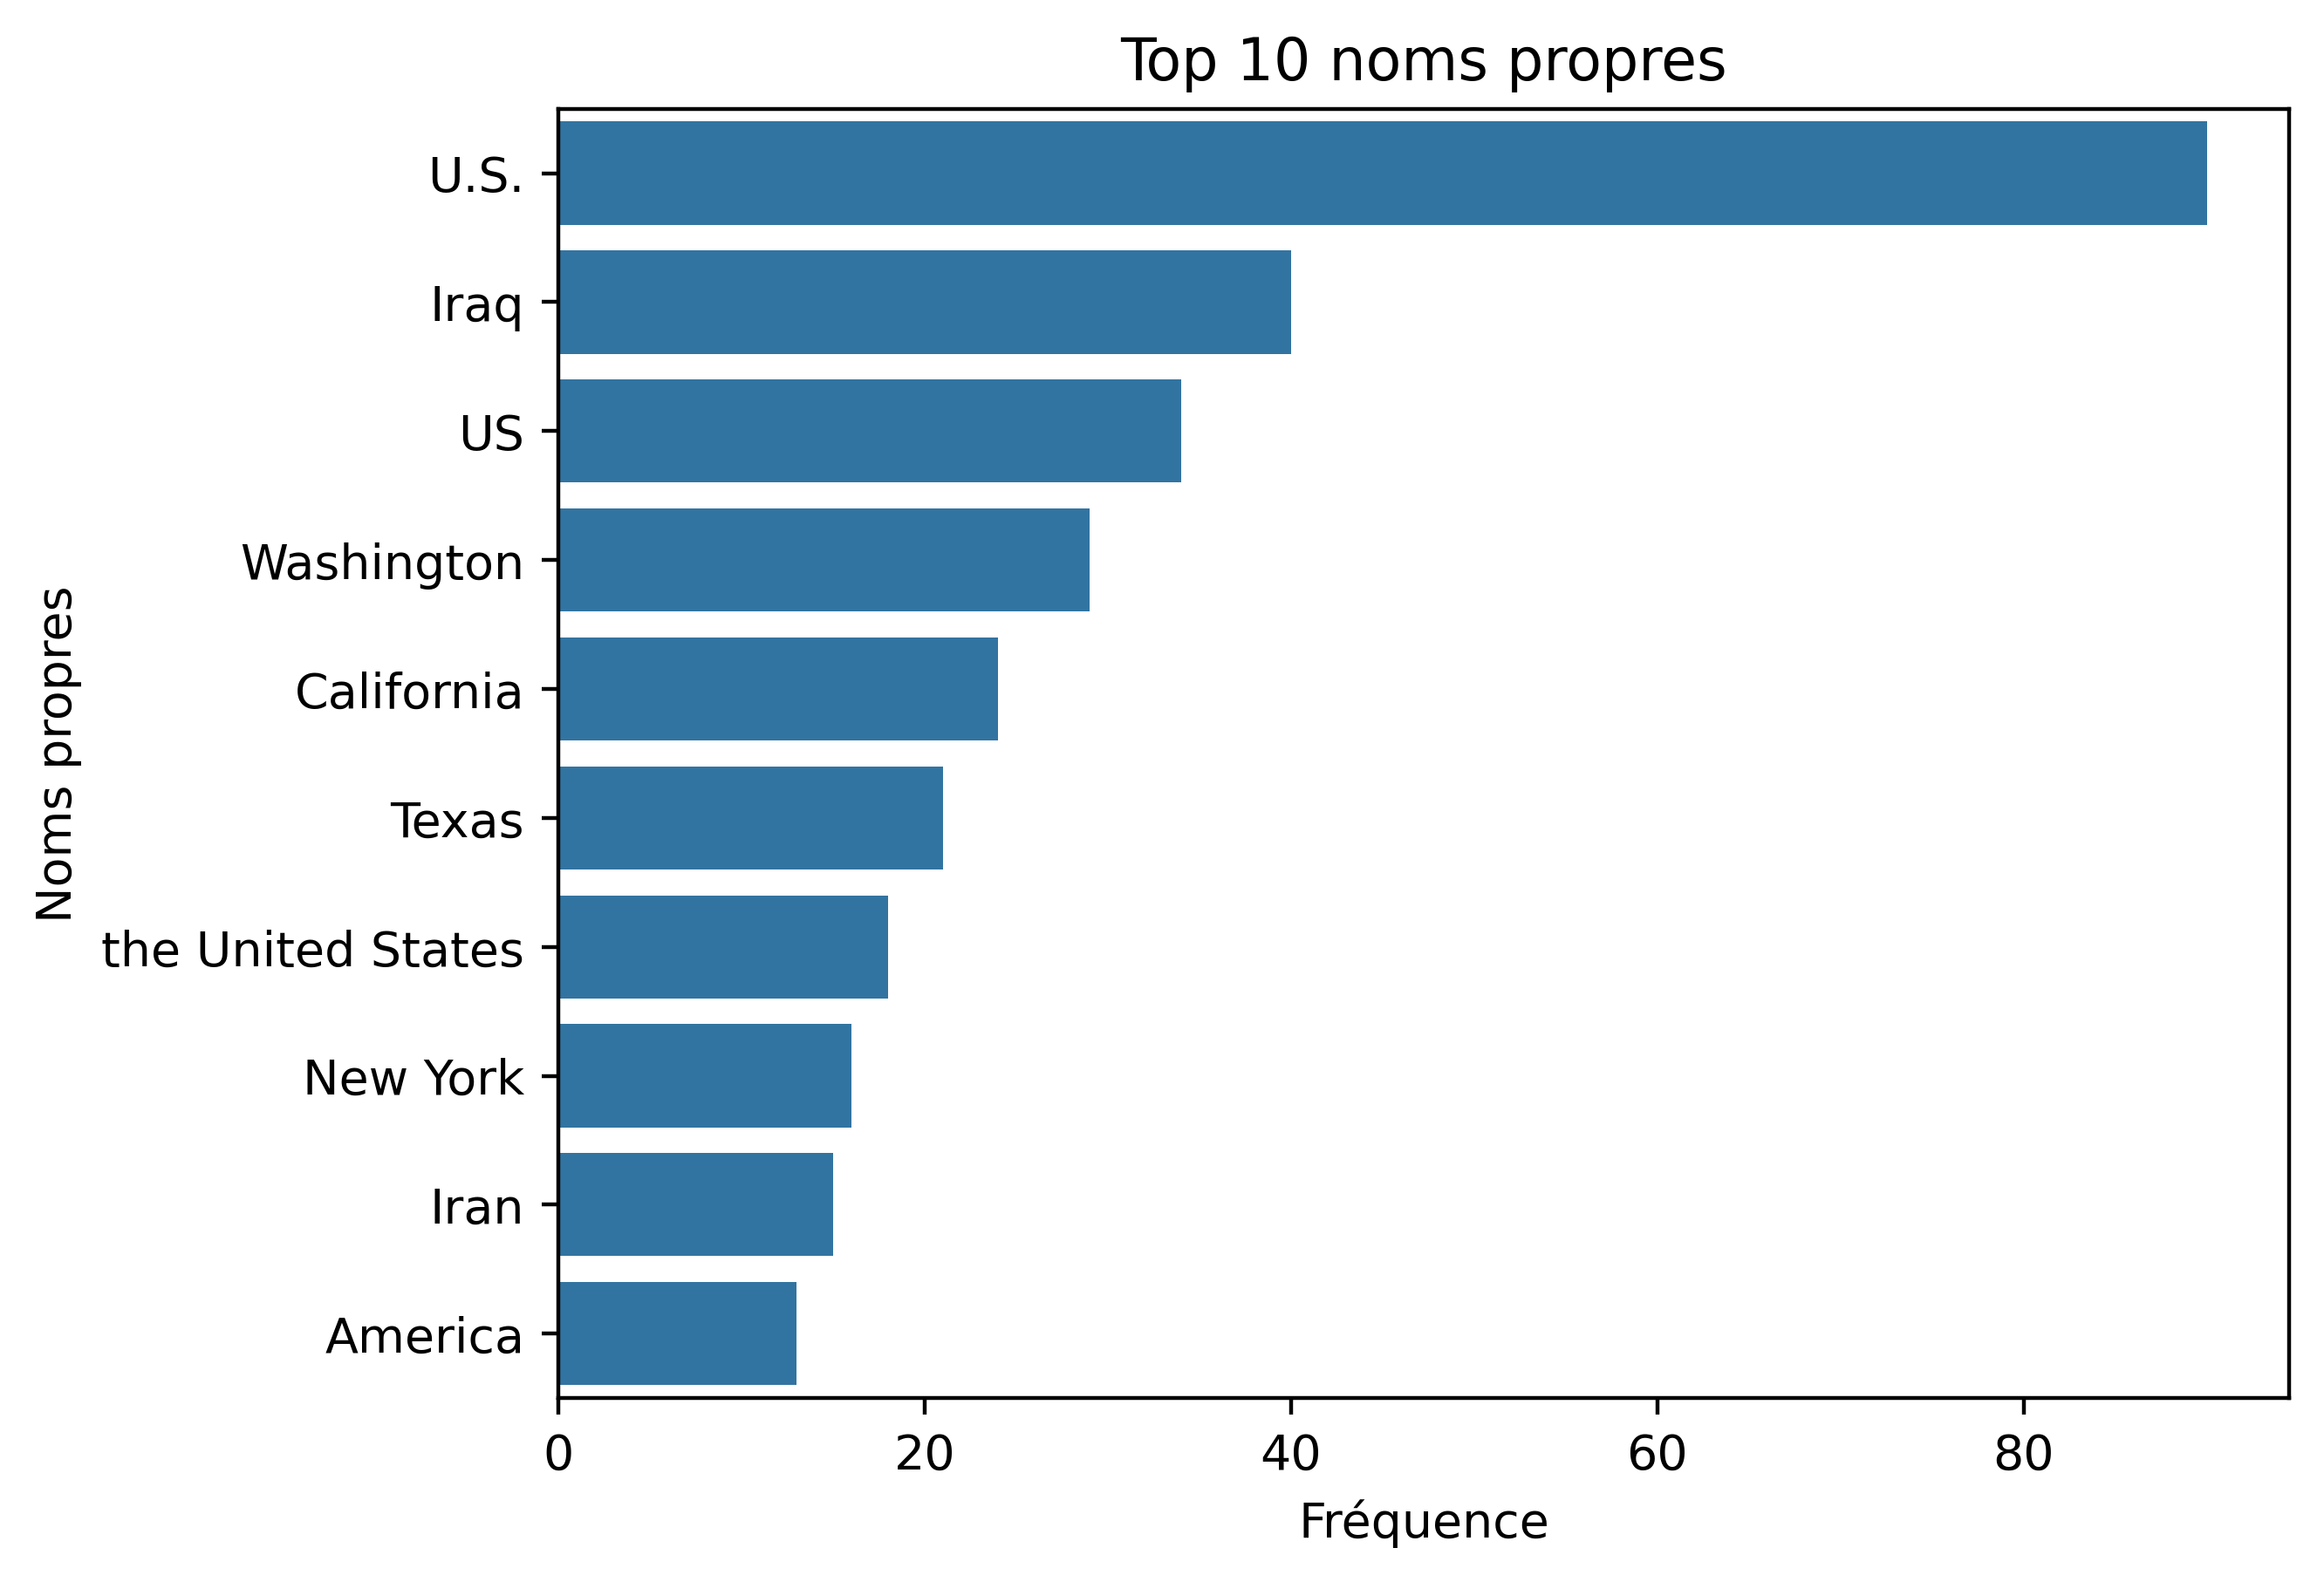 Top 10 noms propres
Noms propres
U.S.
Iraq
US
Washington
California
Texas
the United States
New York
Iran
America
0 20 40 60 80
Fréquence